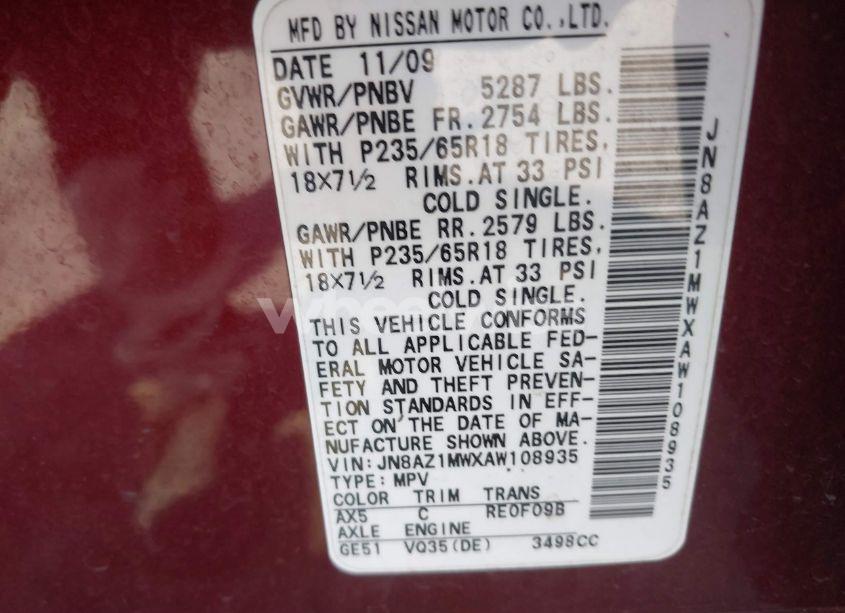 MFD BY NISSAN MOTOR CO.,LTD.
DATE 11/09
GVWR/PNBV 5287 LBS.
GAWR/PNBE FR. 2754 LBS.
WITH P235/65R18 TIRES,
18X7½ RIMS.AT 33 PSI
COLD SINGLE.
GAWR/PNBE RR. 2579 LBS.
WITH P235/65R18 TIRES,
18X7½ RIMS.AT 33 PSI
COLD SINGLE.
THIS VEHICLE CONFORMS
TO ALL APPLICABLE FED-
ERAL MOTOR VEHICLE SA-
FETY AND THEFT PREVEN-
TION STANDARDS IN EFF-
ECT ON THE DATE OF MA-
NUFACTURE SHOWN ABOVE.
VIN:JN8AZ1MWXAW108935
TYPE:MPV
COLOR TRIM TRANS
AX5 C RE0F09B
AXLE ENGINE
GE51 VQ35(DE) 3498CC
JN8AZ1MWXAW108935